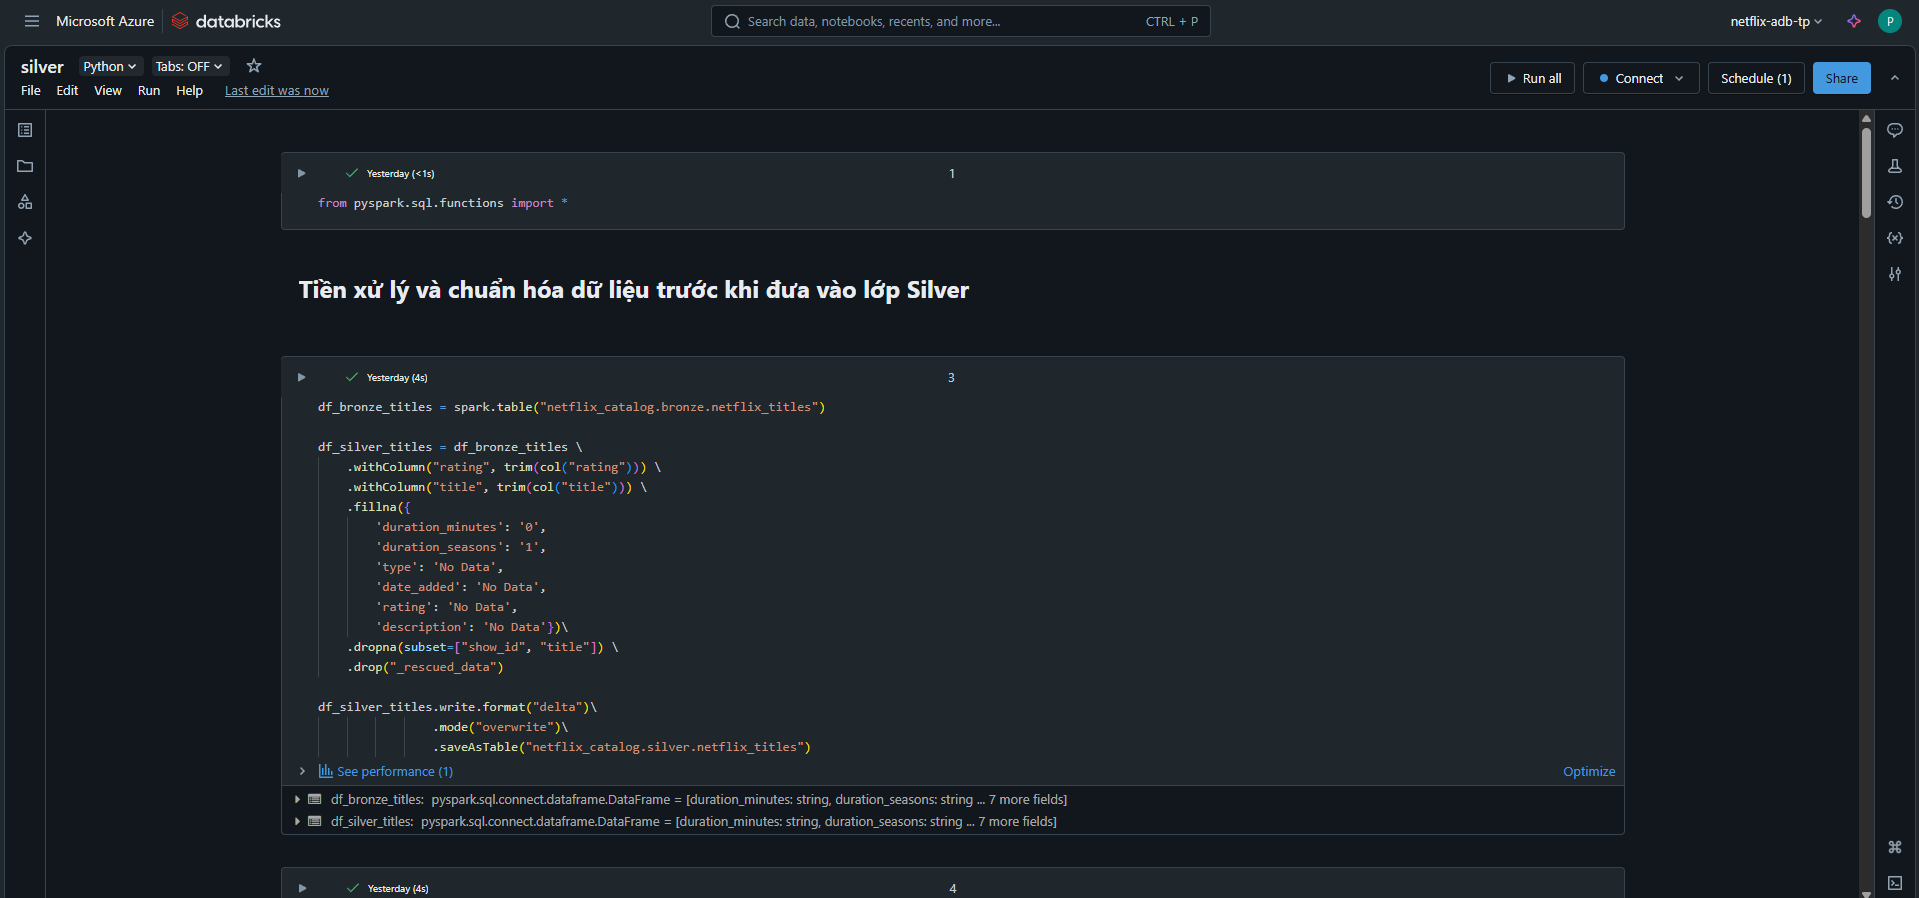 Microsoft Azure databricks Search data, notebooks, recents, and more... CTRL + P netflix-adb-tp P
silver Python Tabs: OFF
File Edit View Run Help Last edit was now Run all Connect Schedule (1) Share
Yesterday (<1s) 1
from pyspark.sql.functions import *
Tiền xử lý và chuẩn hóa dữ liệu trước khi đưa vào lớp Silver
Yesterday (4s) 3
df_bronze_titles = spark.table("netflix_catalog.bronze.netflix_titles")
df_silver_titles = df_bronze_titles \
.withColumn("rating", trim(col("rating"))) \
.withColumn("title", trim(col("title"))) \
.fillna({
'duration_minutes': '0',
'duration_seasons': '1',
'type': 'No Data',
'date_added': 'No Data',
'rating': 'No Data',
'description': 'No Data'})\
.dropna(subset=["show_id", "title"]) \
.drop("_rescued_data")
df_silver_titles.write.format("delta")\
.mode("overwrite")\
.saveAsTable("netflix_catalog.silver.netflix_titles")
See performance (1) Optimize
df_bronze_titles: pyspark.sql.connect.dataframe.DataFrame = [duration_minutes: string, duration_seasons: string ... 7 more fields]
df_silver_titles: pyspark.sql.connect.dataframe.DataFrame = [duration_minutes: string, duration_seasons: string ... 7 more fields]
Yesterday (4s) 4